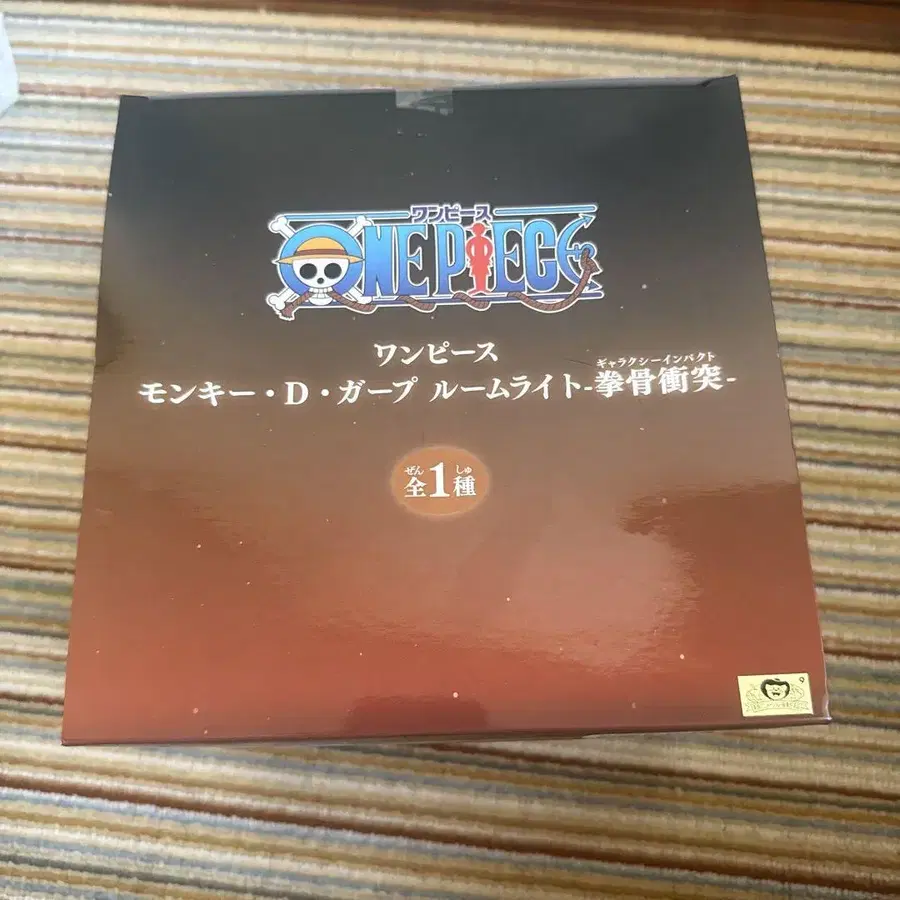 ワンピース
ONE PIECE
ワンピース
ギャラクシーインパクト
モンキー・D・ガープ ルームライト-拳骨衝突-
ぜん しゅ
全1種
9